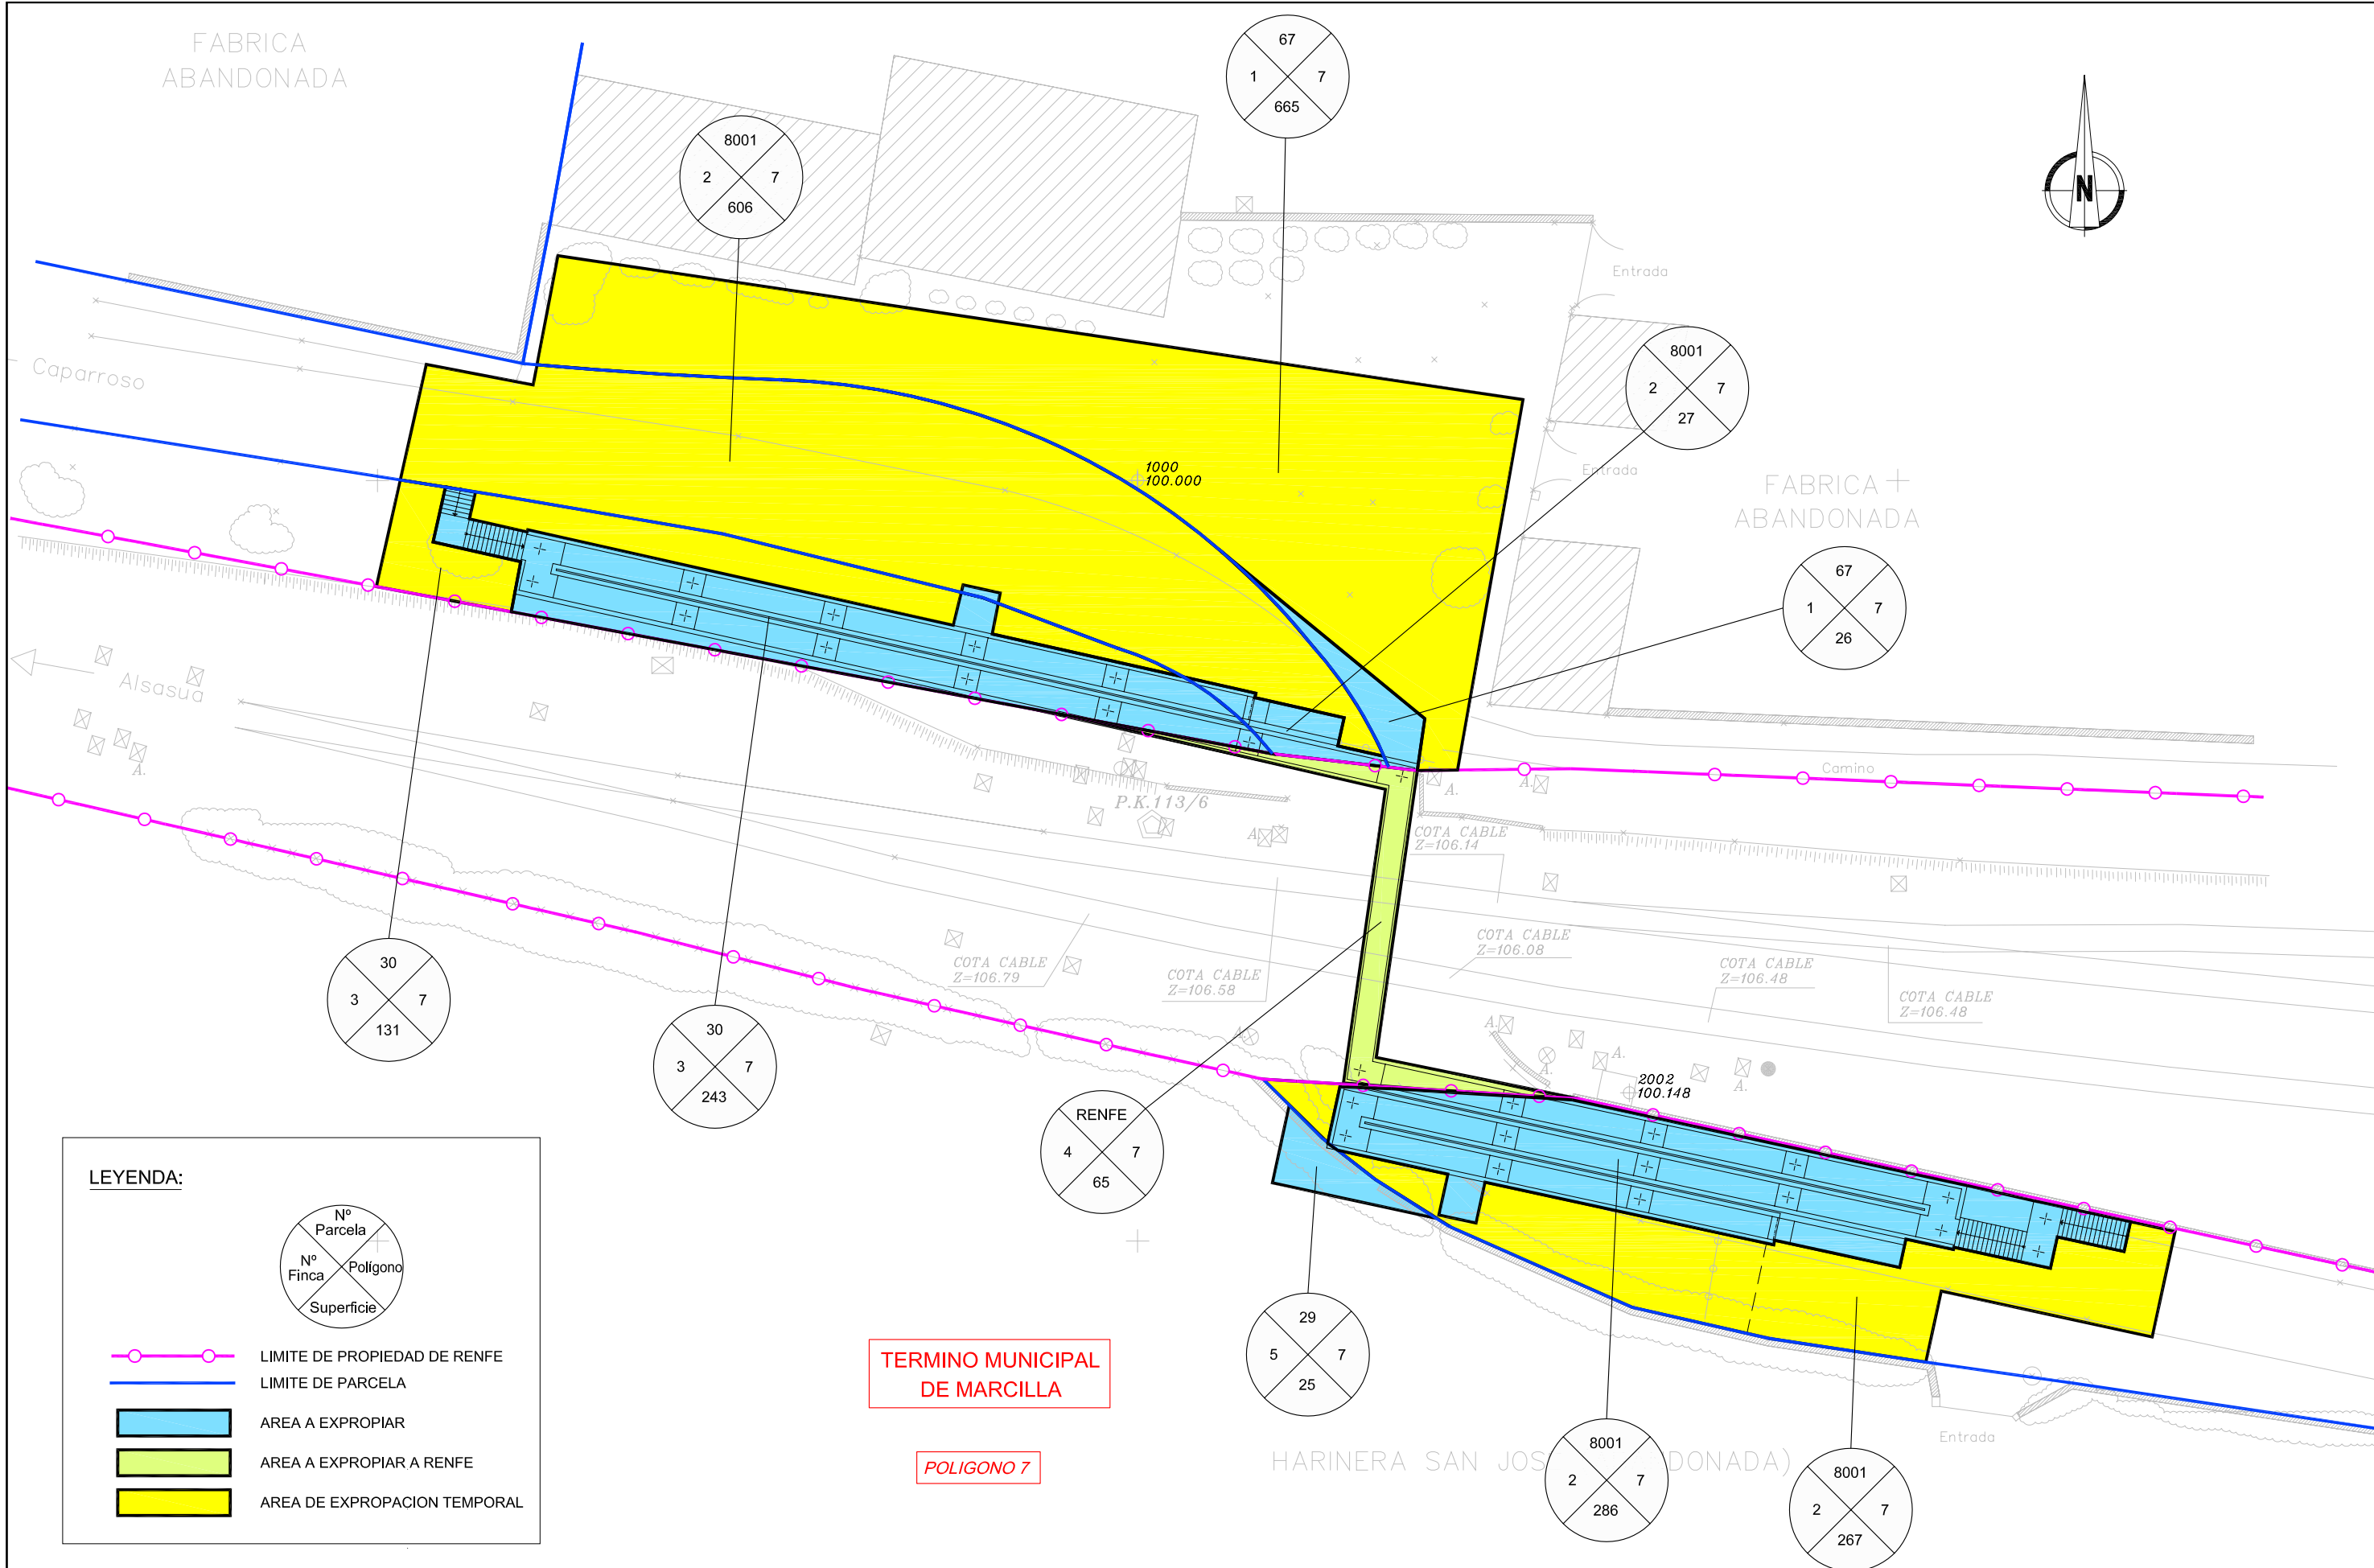 FABRICA
ABANDONADA
67
1 7
665
8001
2 7
606
N
Entrada
8001
2 7
27
Caparroso
1000
100.000
Entrada
FABRICA
ABANDONADA
67
1 7
26
Alsasua
A.
P.K.113/6
A.
A.
A.
Camino
COTA CABLE
Z=106.14
COTA CABLE
Z=106.79
COTA CABLE
Z=106.58
COTA CABLE
Z=106.08
COTA CABLE
Z=106.48
COTA CABLE
Z=106.48
30
3 7
131
30
3 7
243
A.
A.
A.
A.
A.
2002
100.148
RENFE
4 7
65
LEYENDA:
Nº
Parcela
Nº
Finca
Polígono
Superficie
LIMITE DE PROPIEDAD DE RENFE
LIMITE DE PARCELA
AREA A EXPROPIAR
AREA A EXPROPIAR A RENFE
AREA DE EXPROPACION TEMPORAL
29
5 7
25
TERMINO MUNICIPAL
DE MARCILLA
POLIGONO 7
HARINERA SAN JOS DONADA)
Entrada
8001
2 7
286
8001
2 7
267